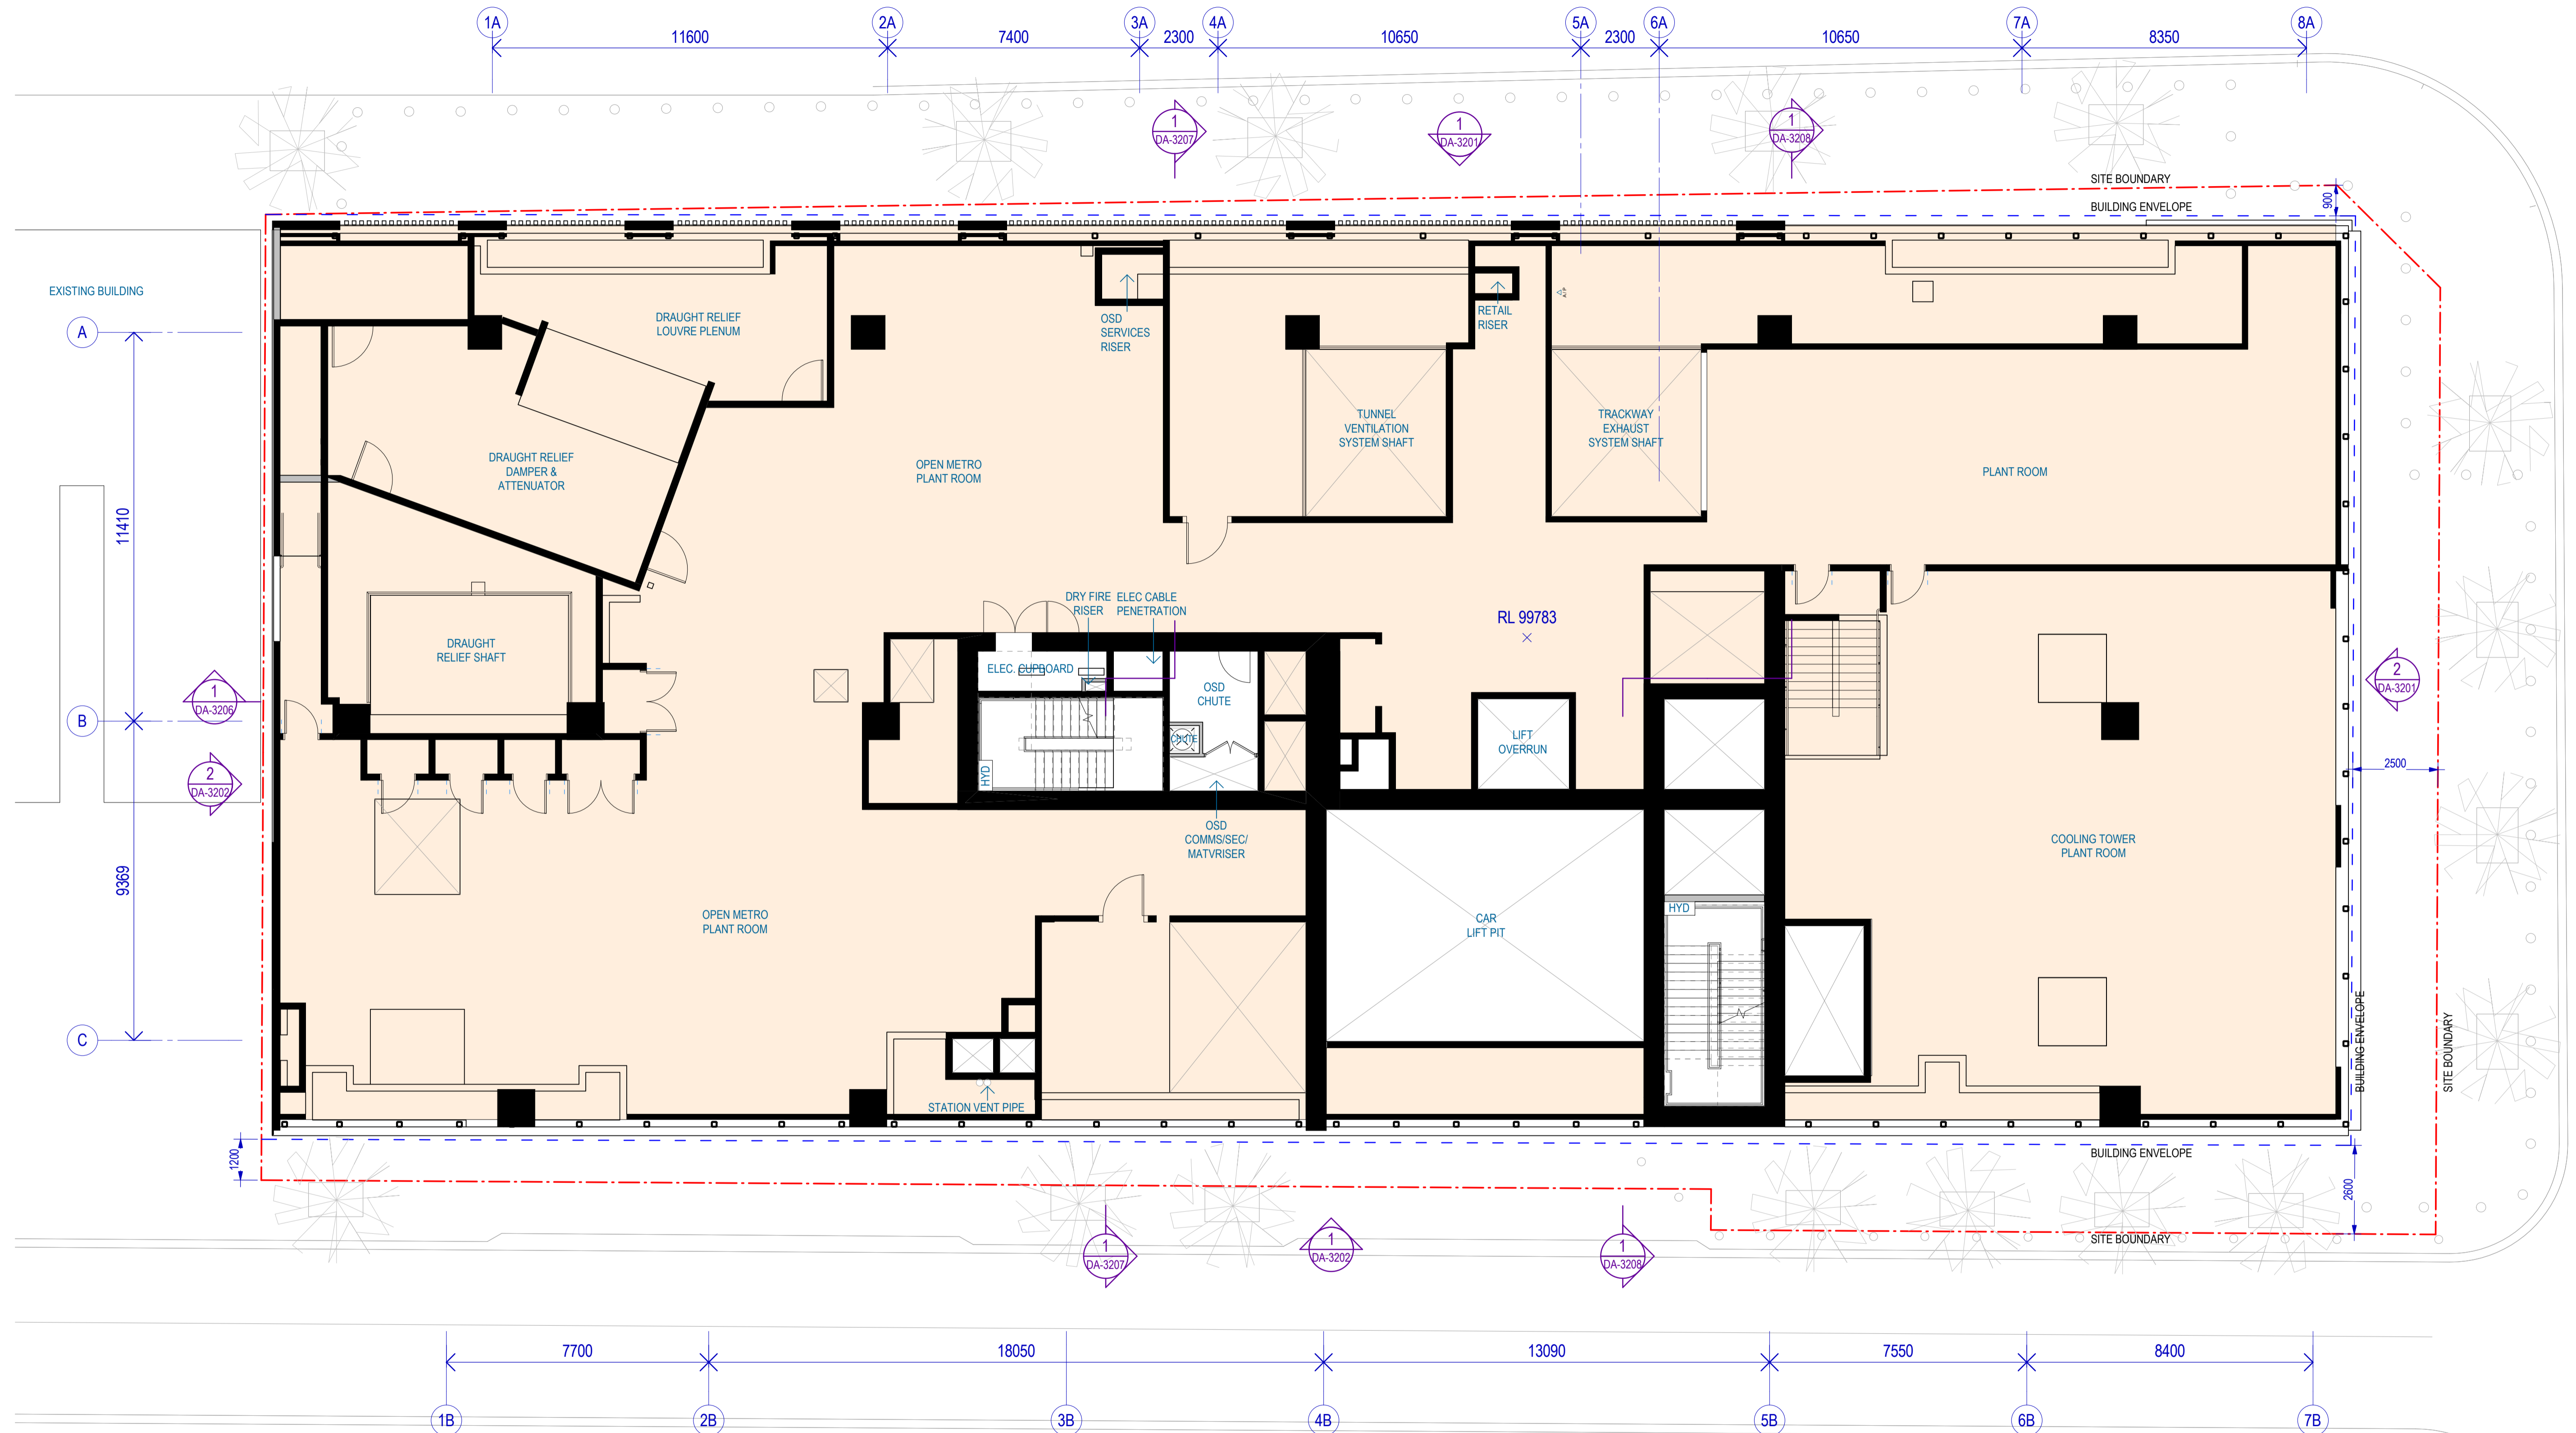 1A
2A
3A
4A
5A
6A
7A
8A
11600
7400
2300
10650
2300
10650
8350
1
DA-3207
1
DA-3201
1
DA-3208
SITE BOUNDARY
900
BUILDING ENVELOPE
EXISTING BUILDING
A
DRAUGHT RELIEF
LOUVRE PLENUM
OSD
SERVICES
RISER
RETAIL
RISER
DRAUGHT RELIEF
DAMPER &
ATTENUATOR
OPEN METRO
PLANT ROOM
TUNNEL
VENTILATION
SYSTEM SHAFT
TRACKWAY
EXHAUST
SYSTEM SHAFT
PLANT ROOM
11410
DRY FIRE
RISER
ELEC CABLE
PENETRATION
RL 99783
DRAUGHT
RELIEF SHAFT
ELEC. CUPBOARD
OSD
CHUTE
1
DA-3206
2
DA-3201
B
CHUTE
LIFT
OVERRUN
HYD
2
DA-3202
2500
OSD
COMMS/SEC/
MATVRISER
COOLING TOWER
PLANT ROOM
9369
OPEN METRO
PLANT ROOM
CAR
LIFT PIT
HYD
C
BUILDING ENVELOPE
SITE BOUNDARY
STATION VENT PIPE
1200
BUILDING ENVELOPE
2600
SITE BOUNDARY
1
DA-3207
1
DA-3202
1
DA-3208
7700
18050
13090
7550
8400
1B
2B
3B
4B
5B
6B
7B